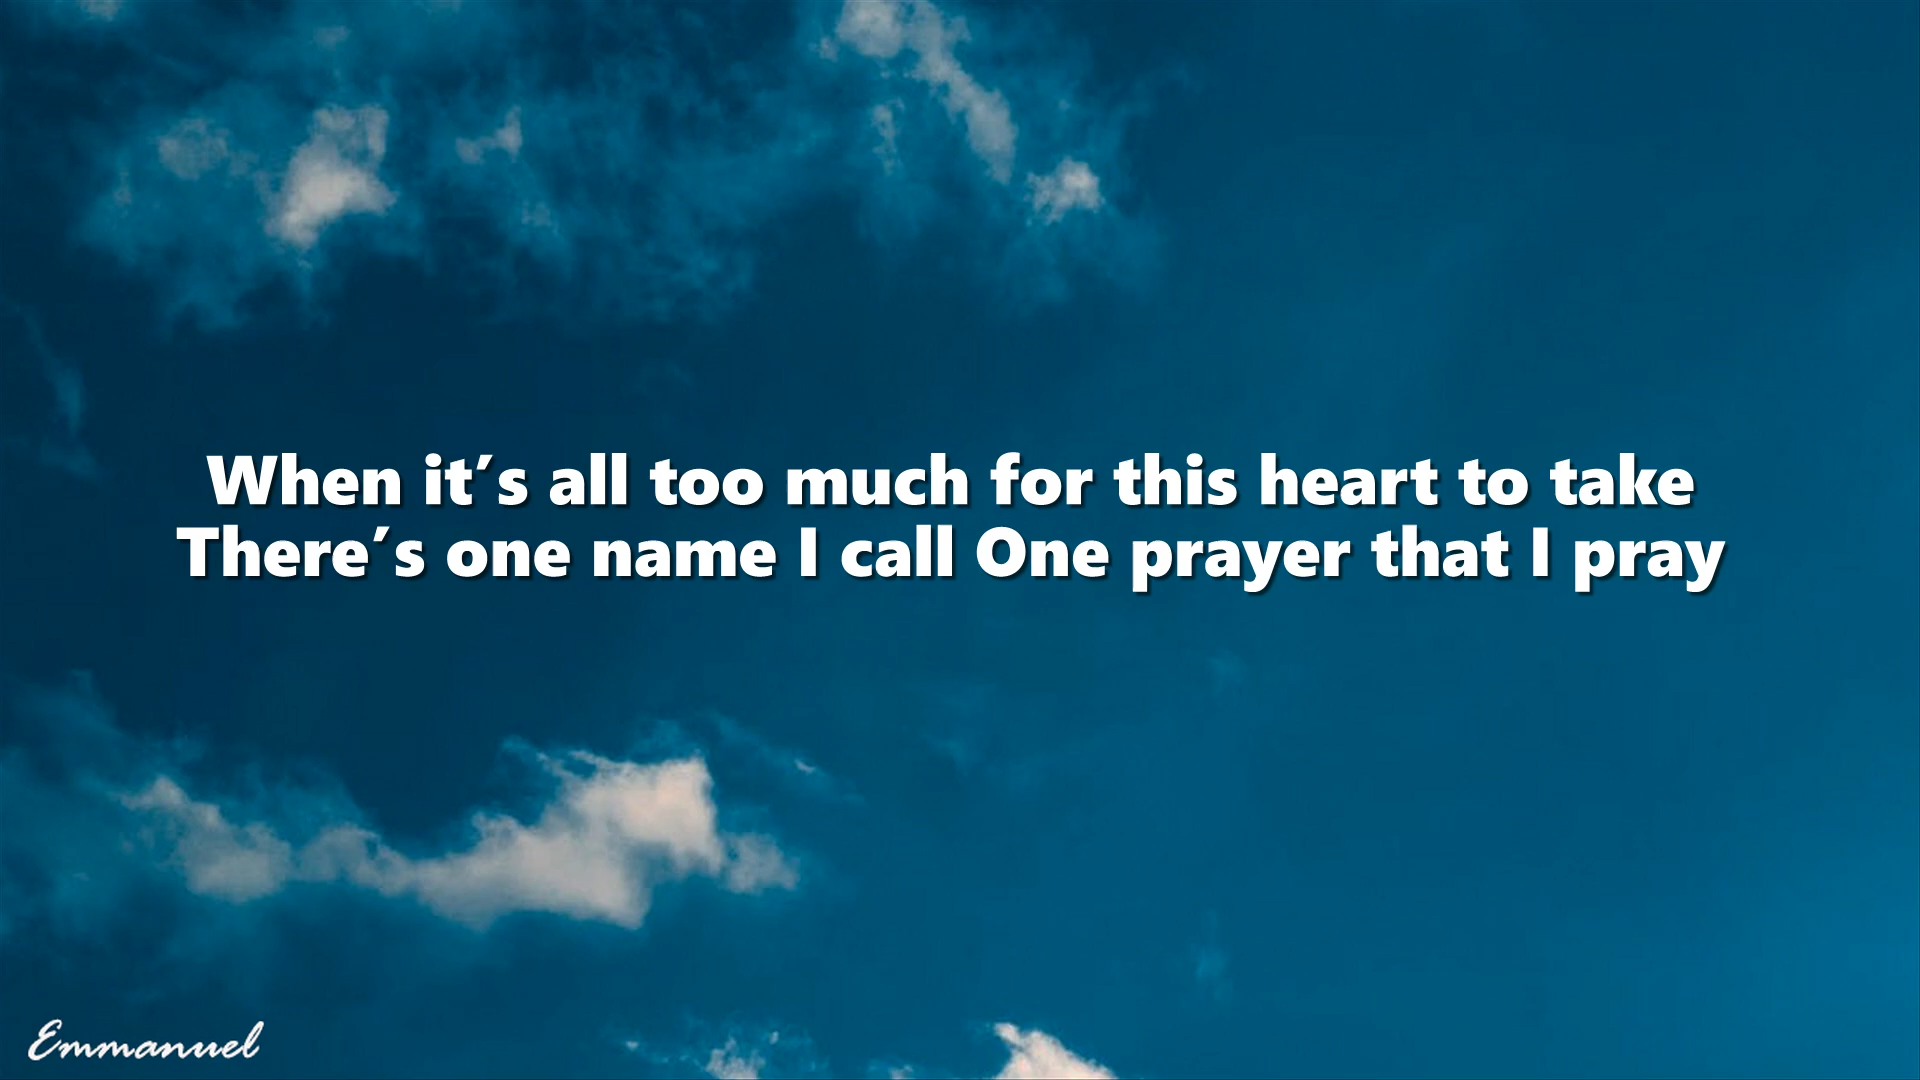 When it’s all too much for this heart to take
There’s one name I call One prayer that I pray
Emmanuel